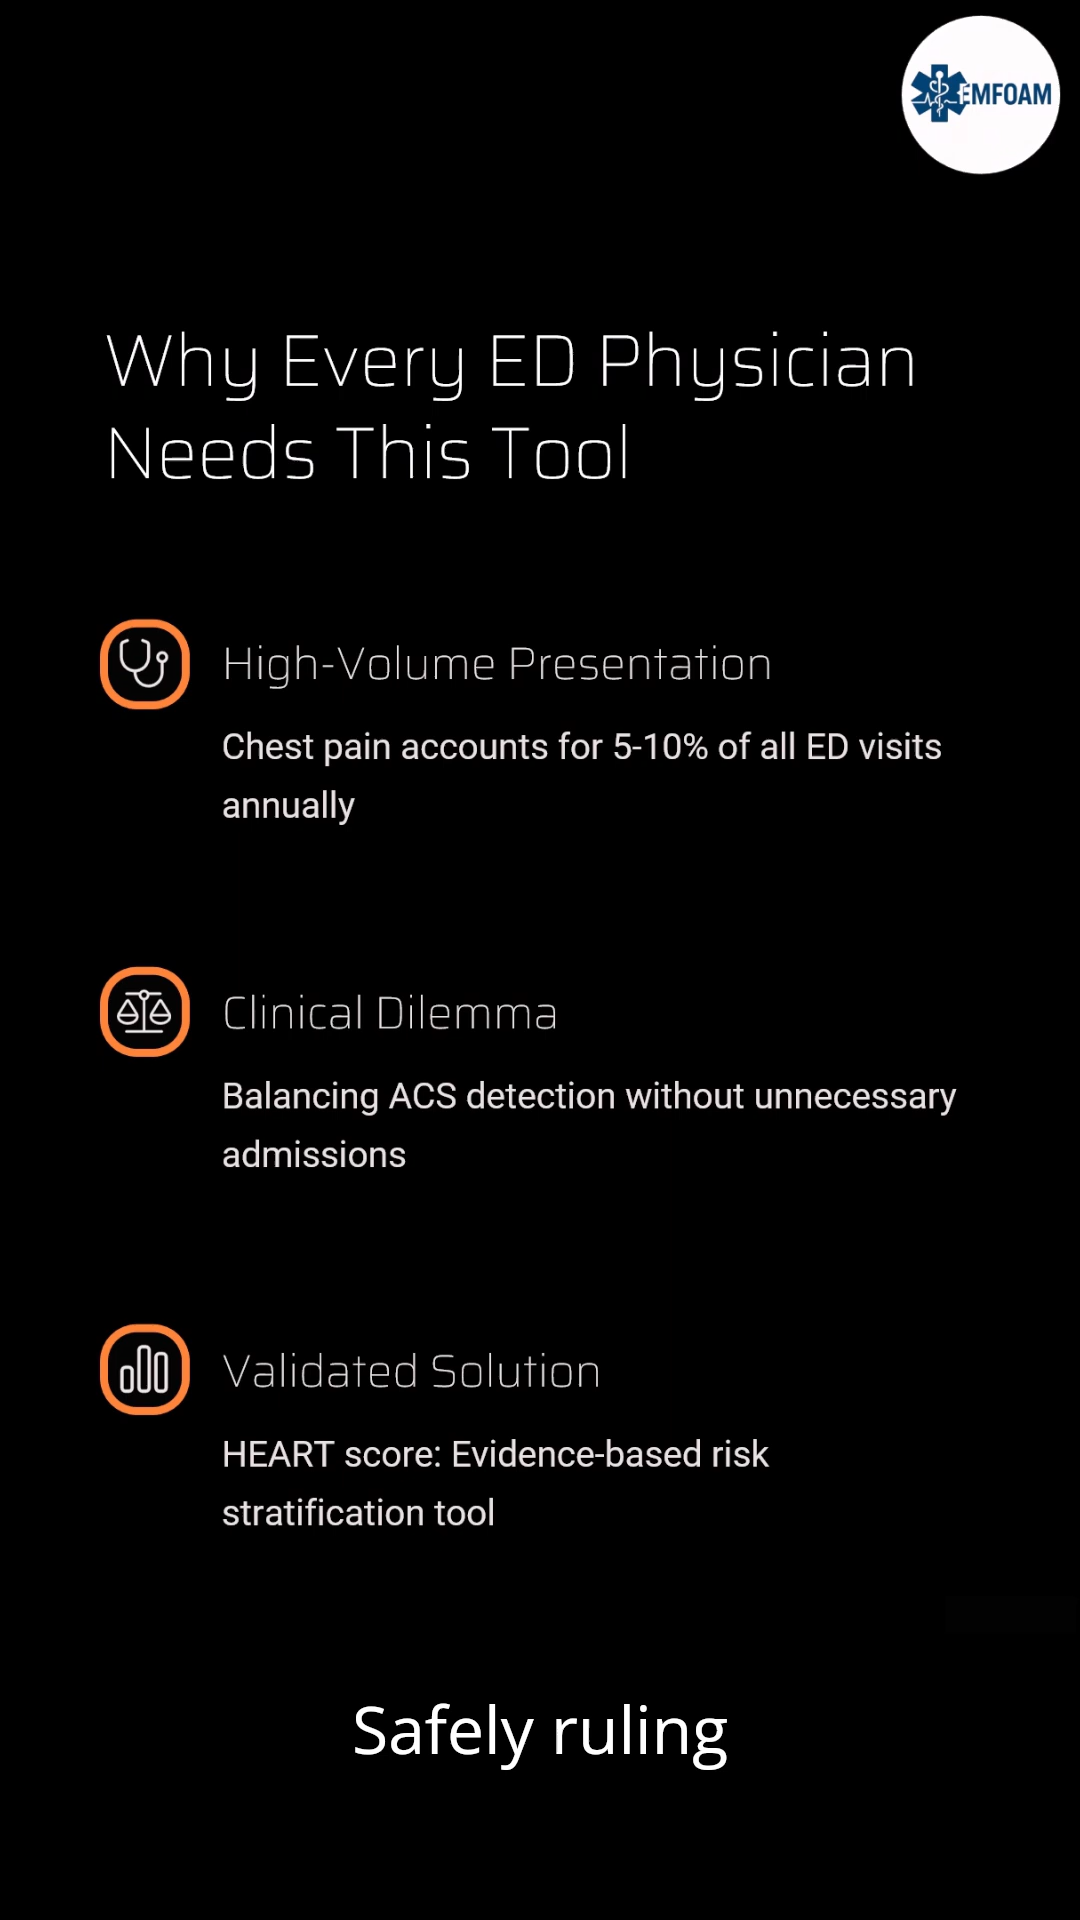 EMFOAM
Why Every ED Physician
Needs This Tool
High-Volume Presentation
Chest pain accounts for 5-10% of all ED visits
annually
Clinical Dilemma
Balancing ACS detection without unnecessary
admissions
Validated Solution
HEART score: Evidence-based risk
stratification tool
Safely ruling